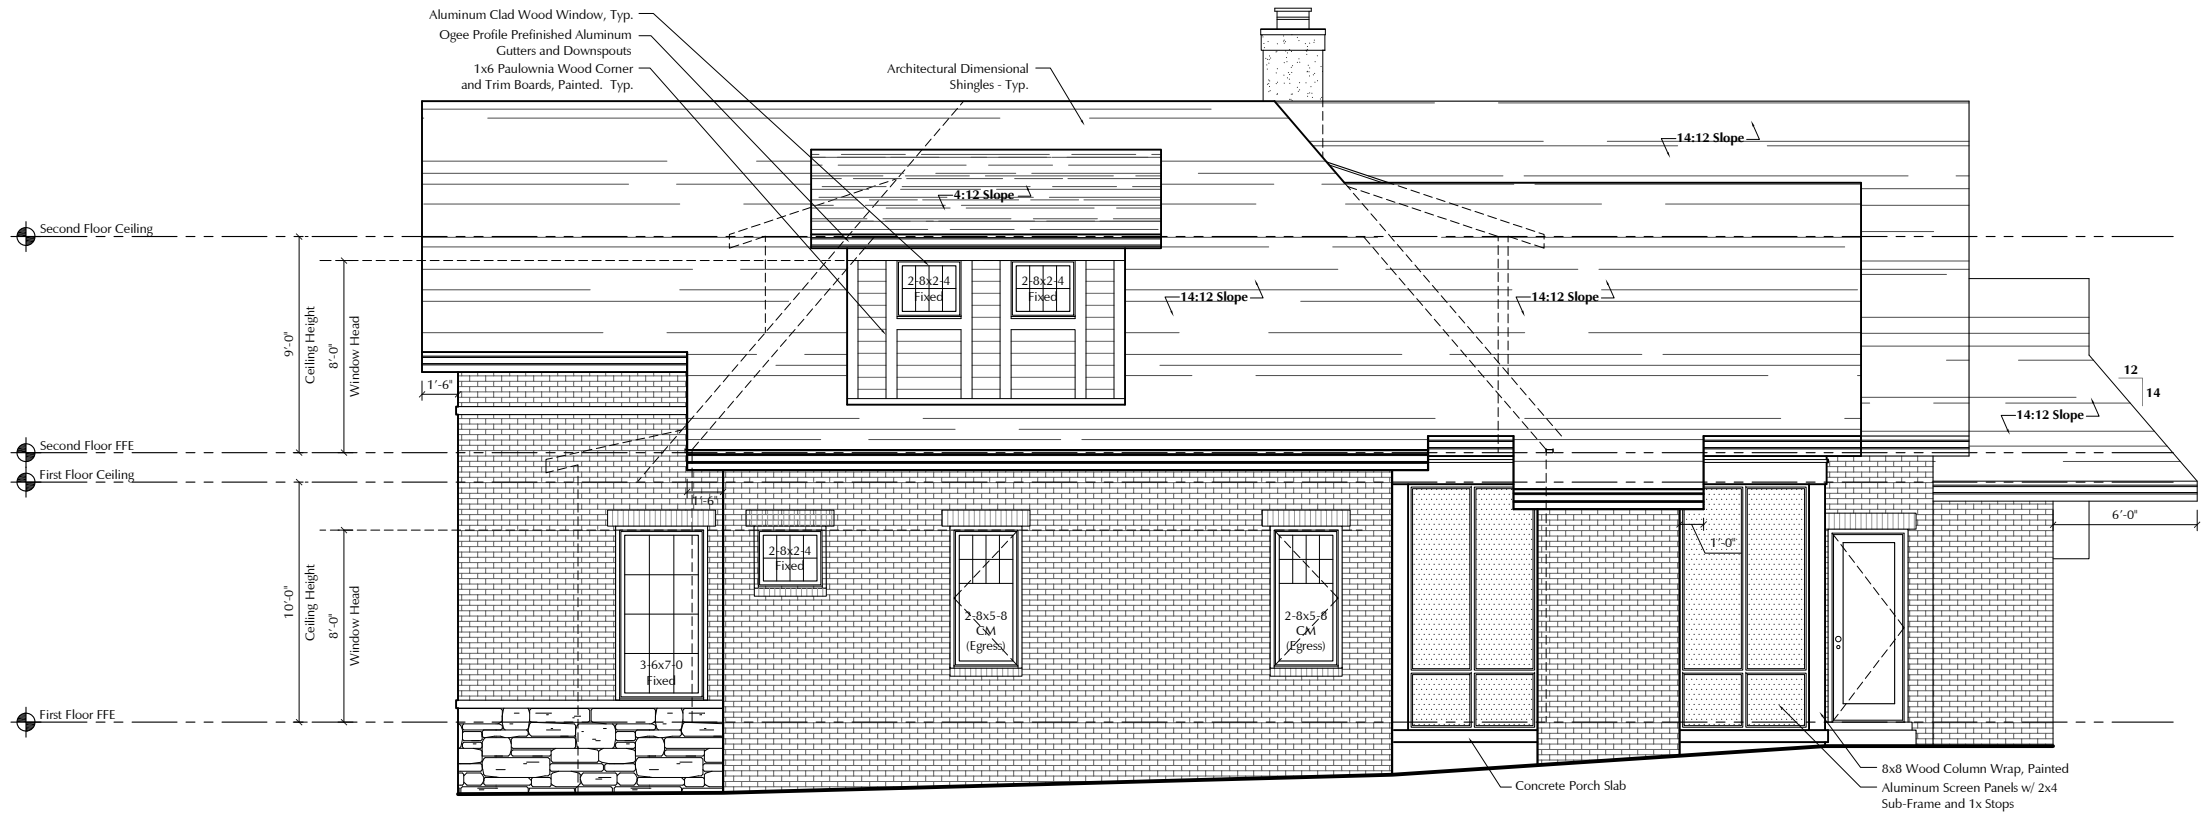 Aluminum Clad Wood Window, Typ.
Ogee Profile Prefinished Aluminum
Gutters and Downspouts
1x6 Paulownia Wood Corner
and Trim Boards, Painted.  Typ.
Architectural Dimensional
Shingles - Typ.
14:12 Slope
4:12 Slope
Second Floor Ceiling
2-8x2-4
Fixed
2-8x2-4
Fixed
14:12 Slope
14:12 Slope
9'-0"
Ceiling Height
8'-0"
Window Head
1'-6"
12
14
14:12 Slope
Second Floor FFE
First Floor Ceiling
1'-6"
6'-0"
1'-0"
2-8x2-4
Fixed
10'-0"
Ceiling Height
8'-0"
Window Head
2-8x5-8
CM
(Egress)
2-8x5-8
CM
(Egress)
3-6x7-0
Fixed
First Floor FFE
Concrete Porch Slab
8x8 Wood Column Wrap, Painted
Aluminum Screen Panels w/ 2x4
Sub-Frame and 1x Stops